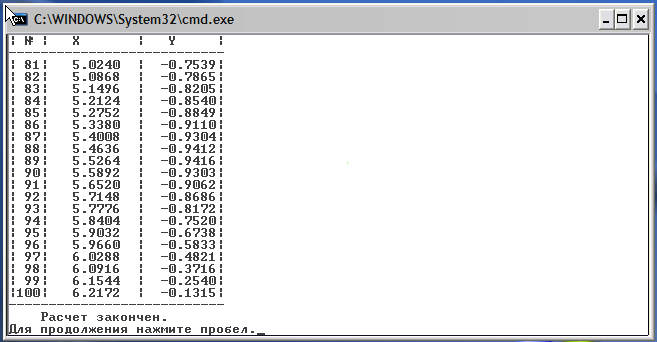 C:\WINDOWS\System32\cmd.exe
¦ № ¦ X ¦ Y ¦
---------------------------
¦ 81¦ 5.0240 ¦ -0.7539¦
¦ 82¦ 5.0868 ¦ -0.7865¦
¦ 83¦ 5.1496 ¦ -0.8205¦
¦ 84¦ 5.2124 ¦ -0.8540¦
¦ 85¦ 5.2752 ¦ -0.8849¦
¦ 86¦ 5.3380 ¦ -0.9110¦
¦ 87¦ 5.4008 ¦ -0.9304¦
¦ 88¦ 5.4636 ¦ -0.9412¦
¦ 89¦ 5.5264 ¦ -0.9416¦
¦ 90¦ 5.5892 ¦ -0.9303¦
¦ 91¦ 5.6520 ¦ -0.9062¦
¦ 92¦ 5.7148 ¦ -0.8686¦
¦ 93¦ 5.7776 ¦ -0.8172¦
¦ 94¦ 5.8404 ¦ -0.7520¦
¦ 95¦ 5.9032 ¦ -0.6738¦
¦ 96¦ 5.9660 ¦ -0.5833¦
¦ 97¦ 6.0288 ¦ -0.4821¦
¦ 98¦ 6.0916 ¦ -0.3716¦
¦ 99¦ 6.1544 ¦ -0.2540¦
¦100¦ 6.2172 ¦ -0.1315¦
---------------------------
Расчет закончен.
Для продолжения нажмите пробел._